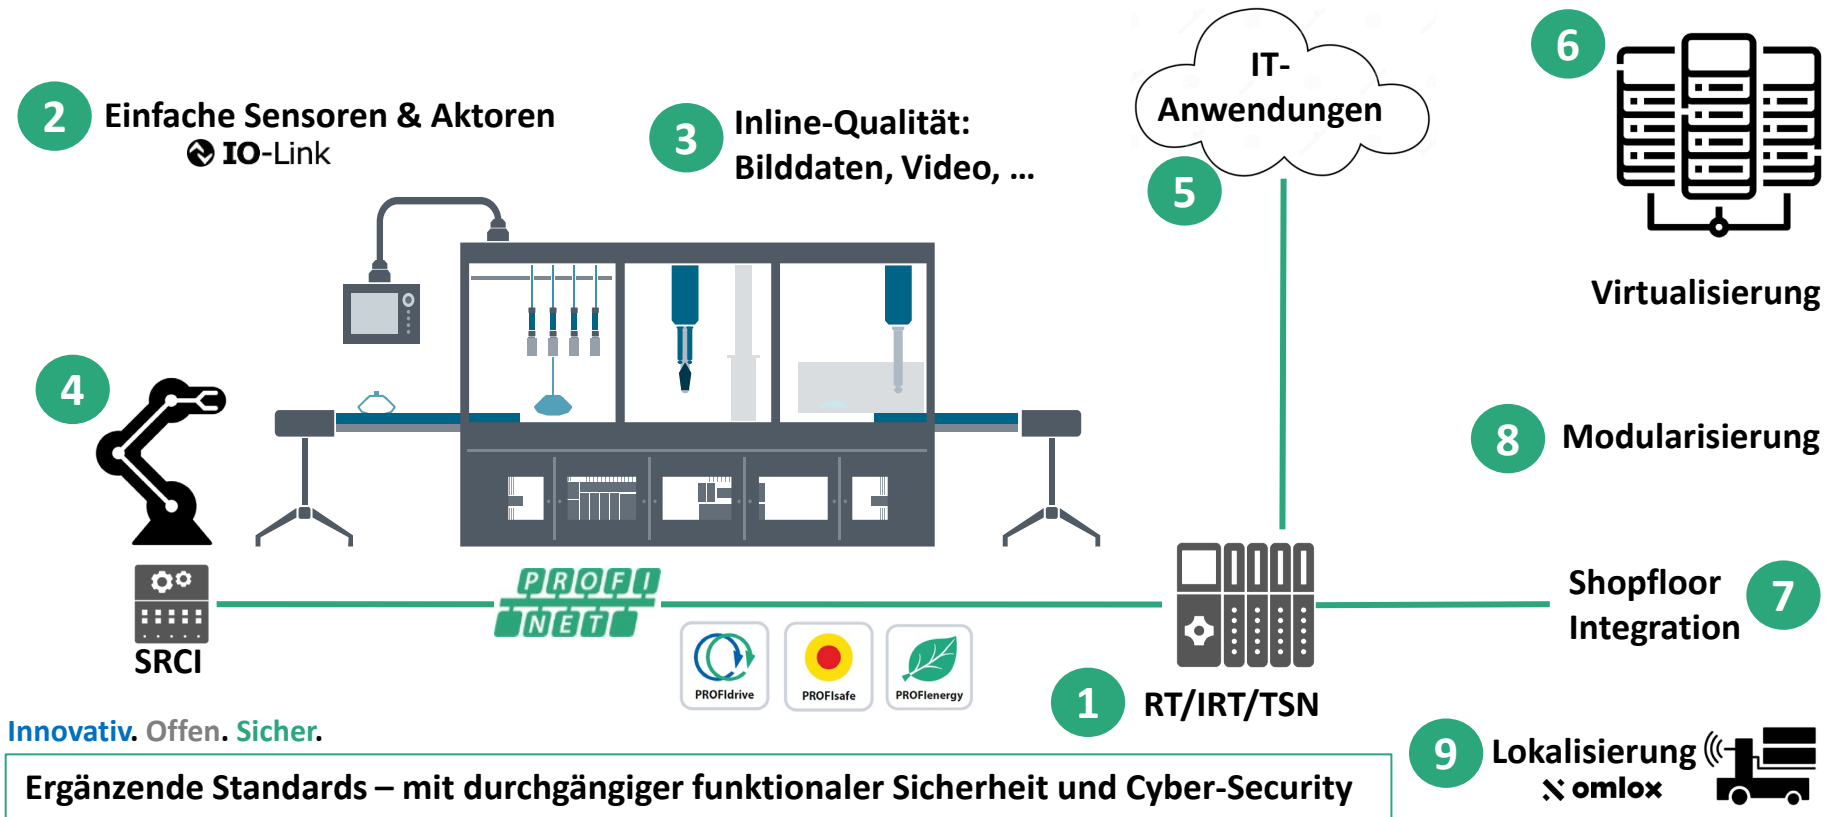 2
Einfache Sensoren & Aktoren
IO-Link
3
Inline-Qualität:
Bilddaten, Video, ...
IT-
Anwendungen
5
6
Virtualisierung
4
8
Modularisierung
SRCI
PROFI
NET
PROFIdrive
PROFIsafe
PROFIenergy
1
RT/IRT/TSN
Shopfloor
Integration
7
Innovativ. Offen. Sicher.
9
Lokalisierung
omlox
Ergänzende Standards – mit durchgängiger funktionaler Sicherheit und Cyber-Security